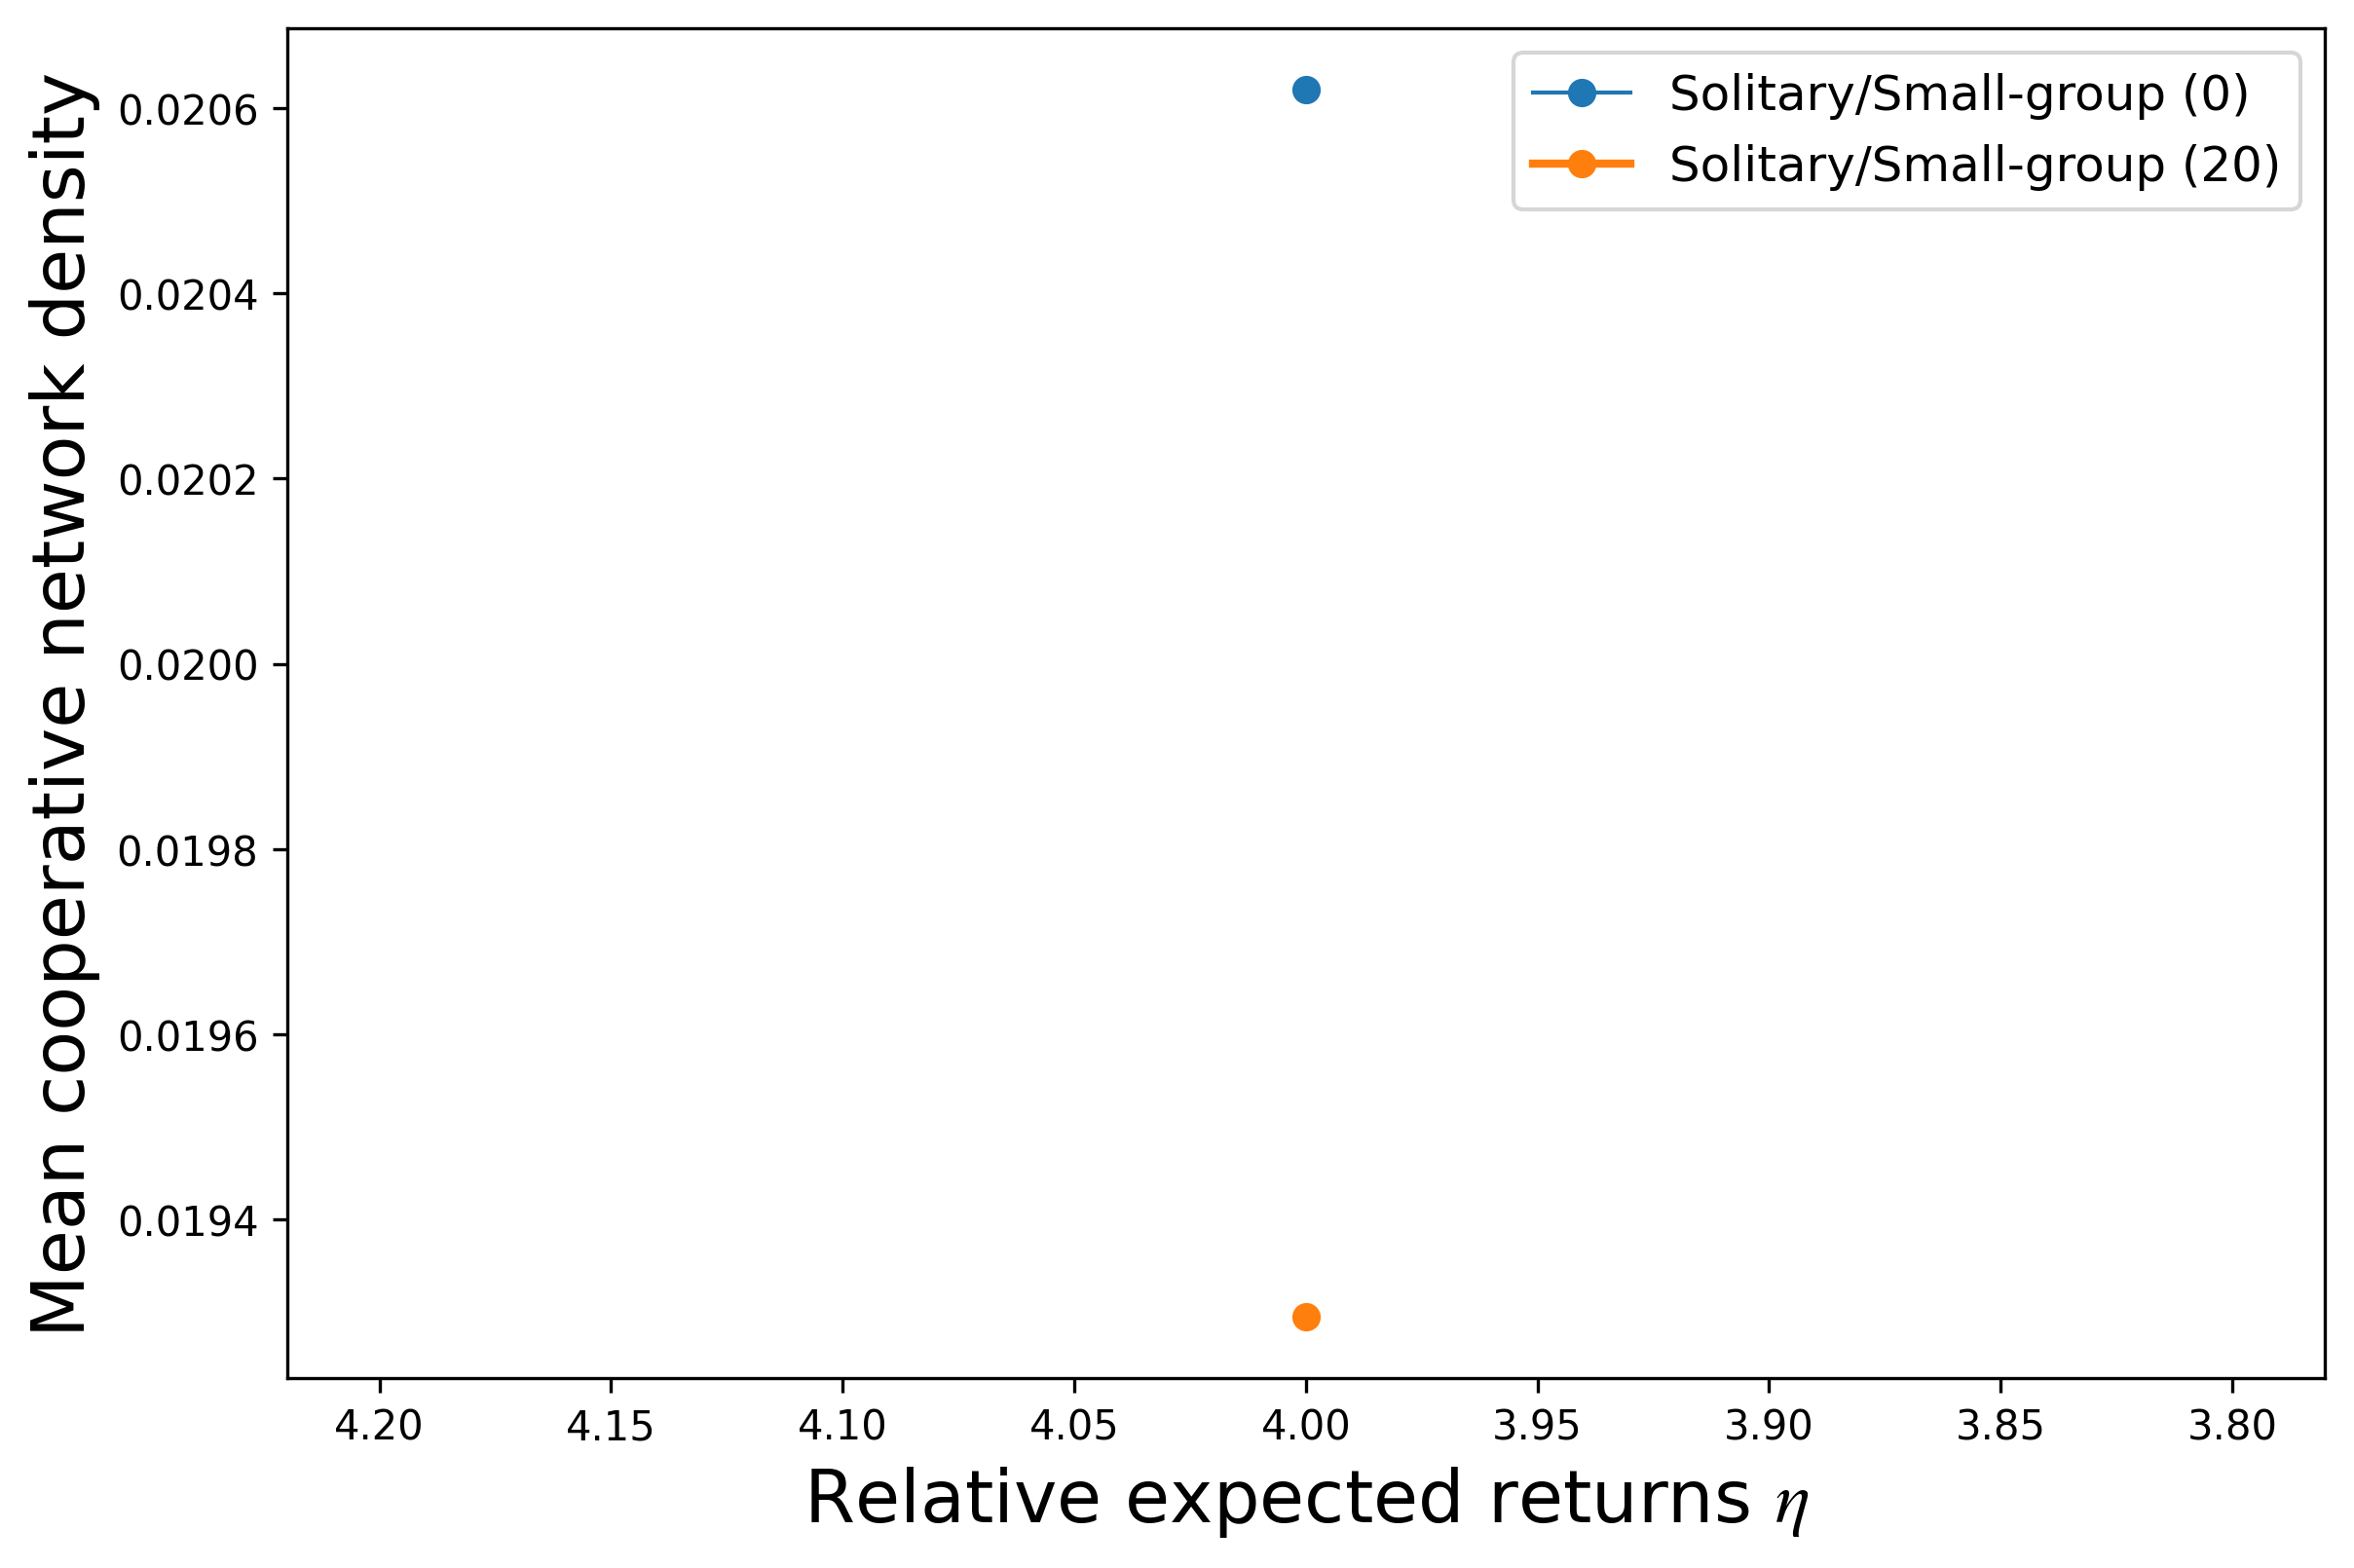 Mean cooperative network density
0.0206
0.0204
0.0202
0.0200
0.0198
0.0196
0.0194
Solitary/Small-group (0)
Solitary/Small-group (20)
4.20 4.15 4.10 4.05 4.00 3.95 3.90 3.85 3.80
Relative expected returns η